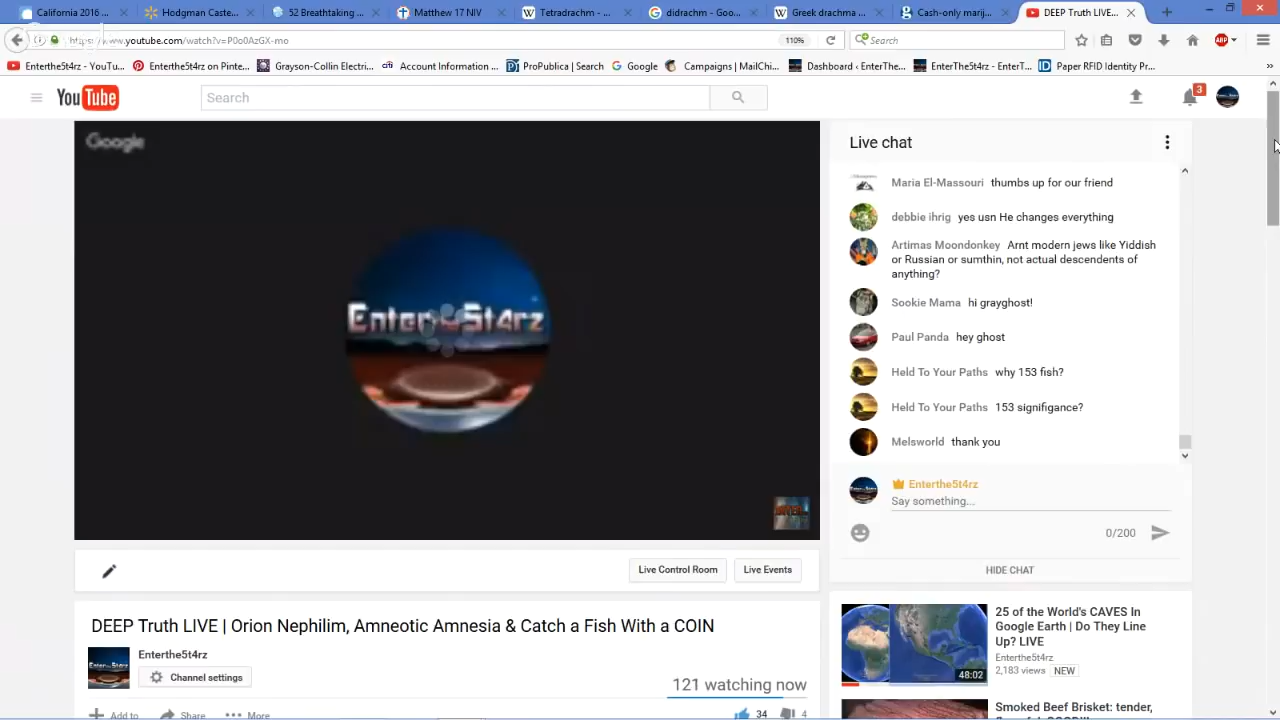 California 2016
Hodgman Caste
52 Breathtaking
Matthew 17 NIV
Tetradrachm -
didrachm - Goo
Greek drachma
Cash-only marij
DEEP Truth LIVE
www.youtube.com/watch?v=P0o0AzGX-mo
110%
Search
ABP
Enterthe5t4rz - YouTu...
Enterthe5t4rz on Pinte...
Grayson-Collin Electri...
Account Information ...
ProPublica | Search
Google
Campaigns | MailChi...
Dashboard ‹ EnterThe...
EnterThe5t4rz - EnterT...
Paper RFID Identity Pr...
YouTube
Search
3
Google
Enter the 5t4rz
Live chat
Maria El-Massouri thumbs up for our friend
debbie ihrig yes usn He changes everything
Artimas Moondonkey Arnt modern jews like Yiddish
or Russian or sumthin, not actual descendents of
anything?
Sookie Mama hi grayghost!
Paul Panda hey ghost
Held To Your Paths why 153 fish?
Held To Your Paths 153 signifigance?
Melsworld thank you
Enterthe5t4rz
Say something...
0/200
HIDE CHAT
Live Control Room
Live Events
DEEP Truth LIVE | Orion Nephilim, Amneotic Amnesia & Catch a Fish With a COIN
Enterthe5t4rz
Channel settings
121 watching now
Add to
Share
More
34
4
25 of the World's CAVES In
Google Earth | Do They Line
Up? LIVE
Enterthe5t4rz
2,183 views NEW
48:02
Smoked Beef Brisket: tender,